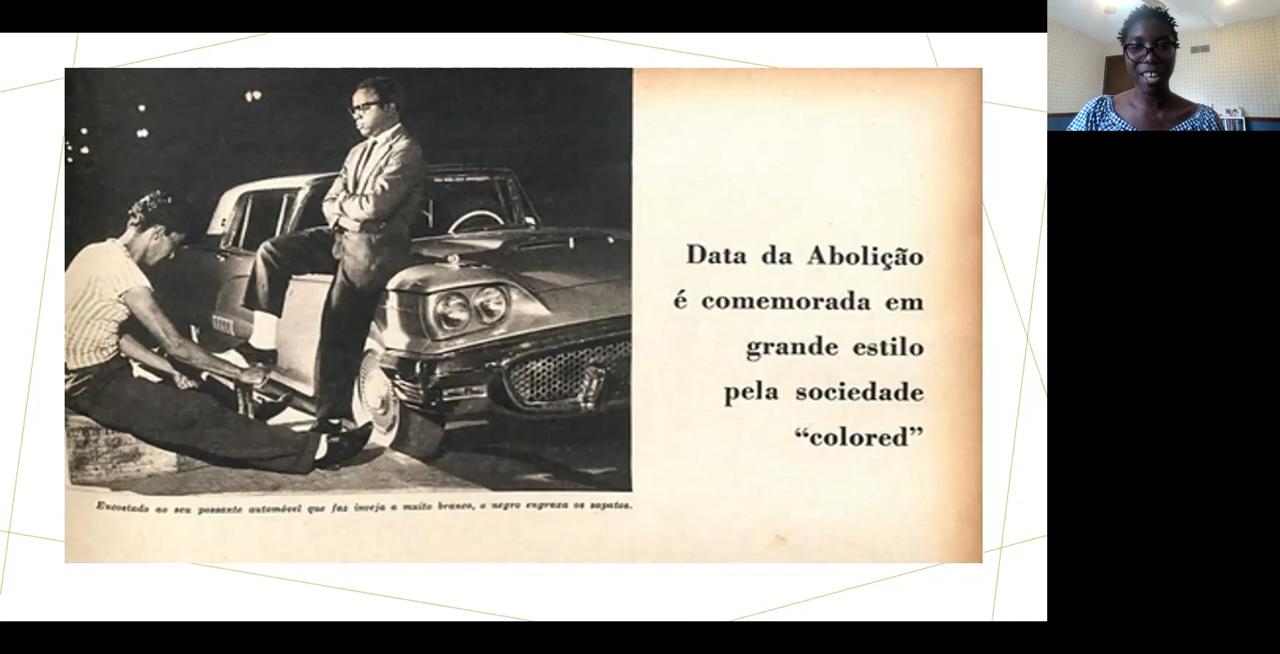 Data da Abolição
é comemorada em
grande estilo
pela sociedade
“colored”
Encostado ao seu possante automóvel que faz inveja a muito branco, o negro engraxa os sapatos.